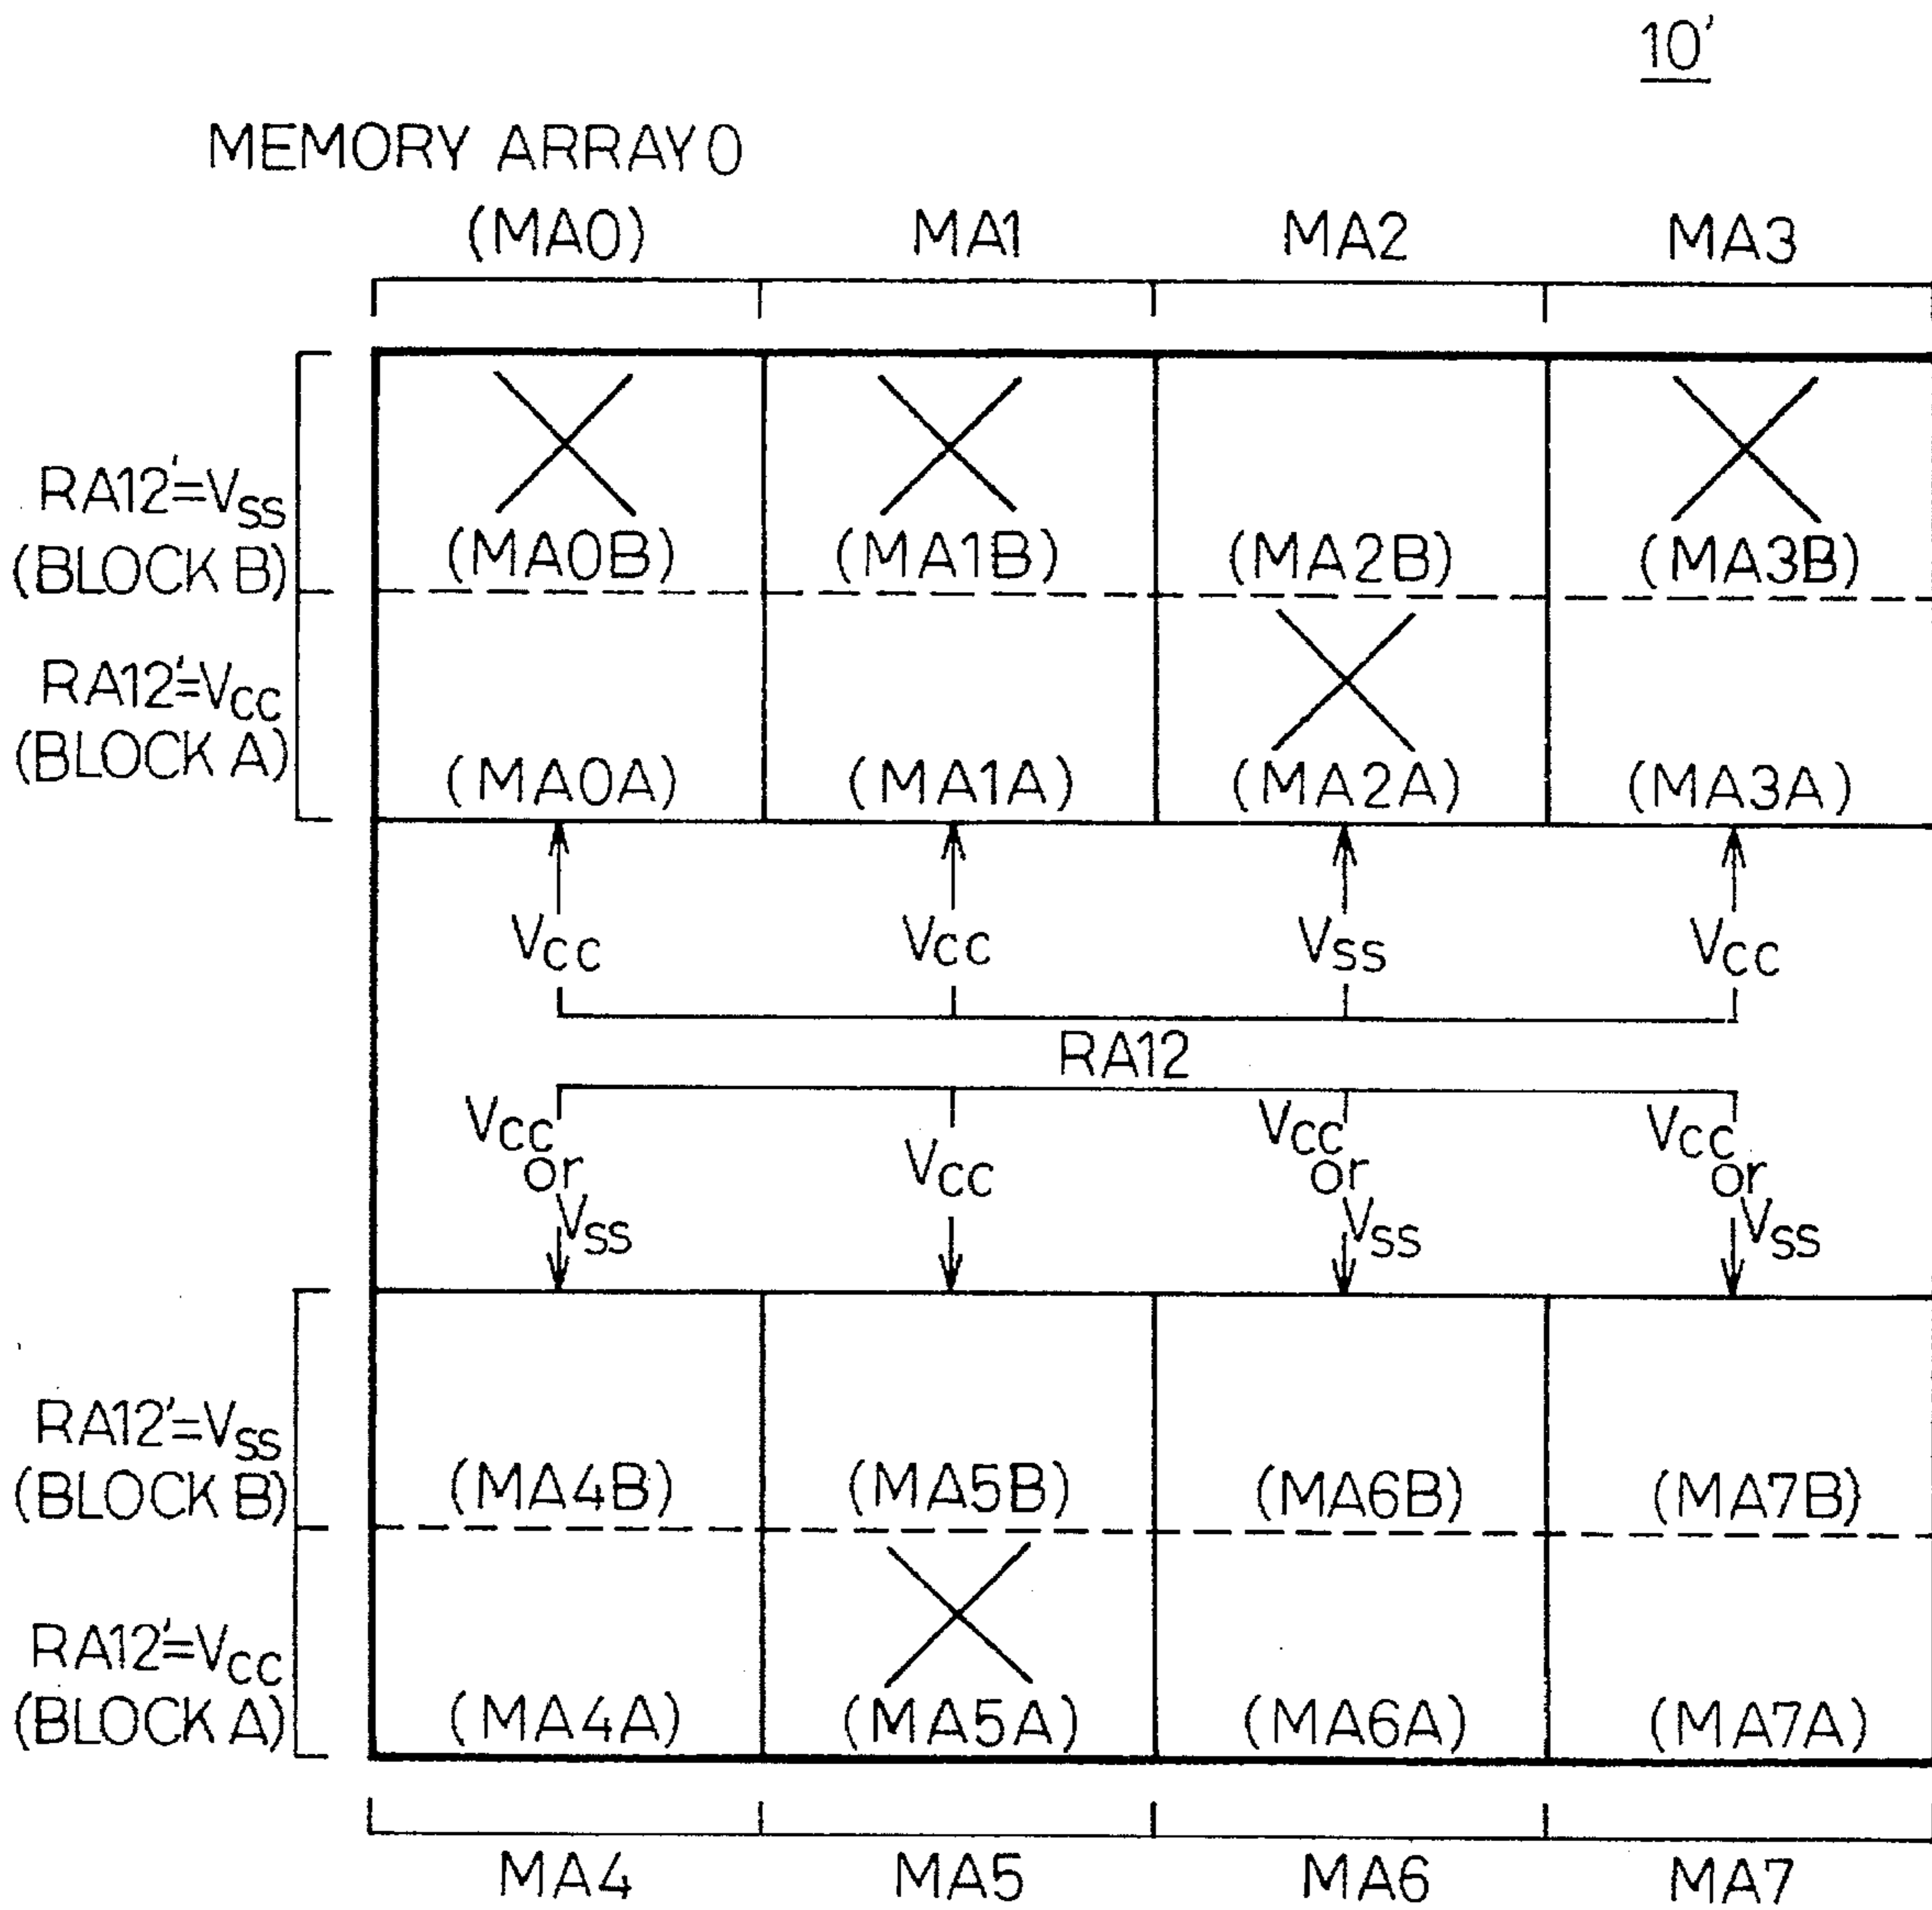 10'
MEMORY ARRAY 0
(MA0) MA1 MA2 MA3
RA12'=VSS
(BLOCK B)
(MA0B) (MA1B) (MA2B) (MA3B)
RA12'=VCC
(BLOCK A)
(MA0A) (MA1A) (MA2A) (MA3A)
VCC VCC VSS VCC
RA12
VCC or VSS
VCC
VCC or VSS
VCC or VSS
RA12'=VSS
(BLOCK B)
(MA4B) (MA5B) (MA6B) (MA7B)
RA12'=VCC
(BLOCK A)
(MA4A) (MA5A) (MA6A) (MA7A)
MA4 MA5 MA6 MA7